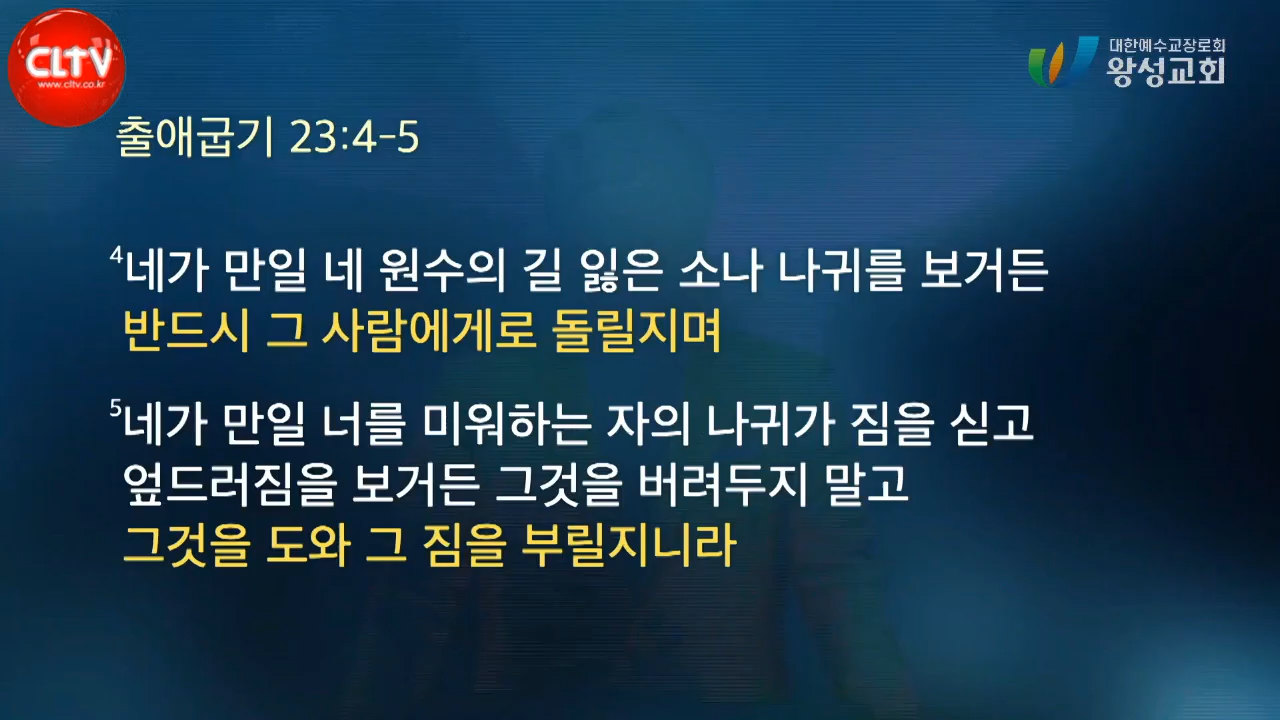 CLTV
www.cltv.co.kr
대한예수교장로회
왕성교회
출애굽기 23:4-5
4네가 만일 네 원수의 길 잃은 소나 나귀를 보거든
반드시 그 사람에게로 돌릴지며
5네가 만일 너를 미워하는 자의 나귀가 짐을 싣고
엎드러짐을 보거든 그것을 버려두지 말고
그것을 도와 그 짐을 부릴지니라